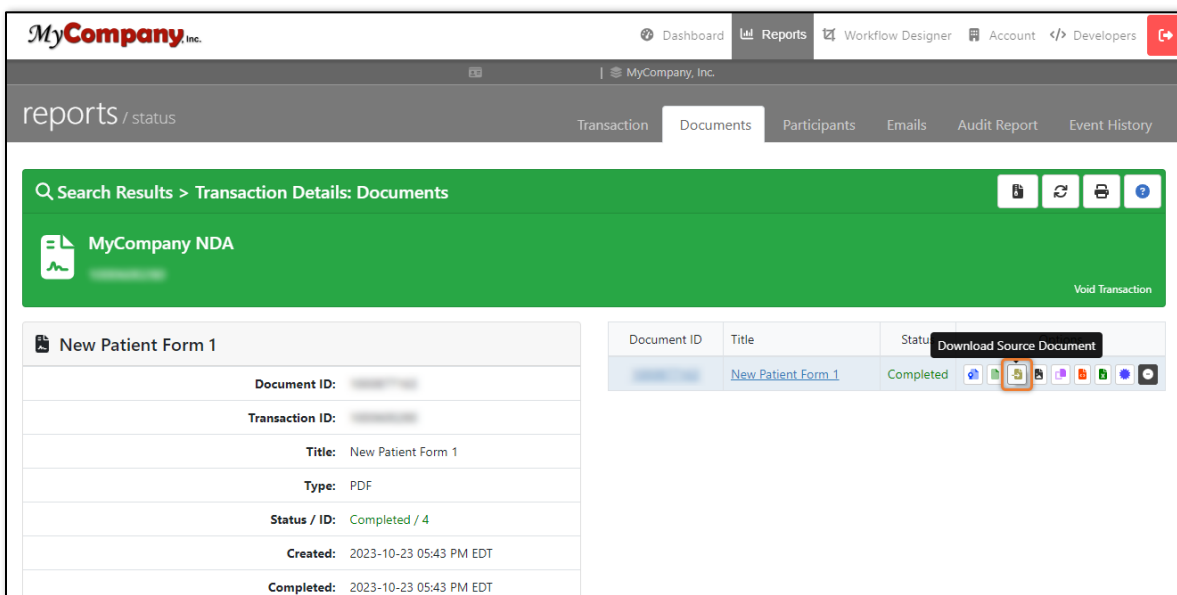 MyCompany, Inc.
Dashboard Reports Workflow Designer Account </> Developers
| MyCompany, Inc.
reports / status
Transaction Documents Participants Emails Audit Report Event History
Search Results > Transaction Details: Documents
MyCompany NDA
Void Transaction
New Patient Form 1
Document ID:
Transaction ID:
Title: New Patient Form 1
Type: PDF
Status / ID: Completed / 4
Created: 2023-10-23 05:43 PM EDT
Completed: 2023-10-23 05:43 PM EDT
Document ID Title Statu
Download Source Document
New Patient Form 1 Completed